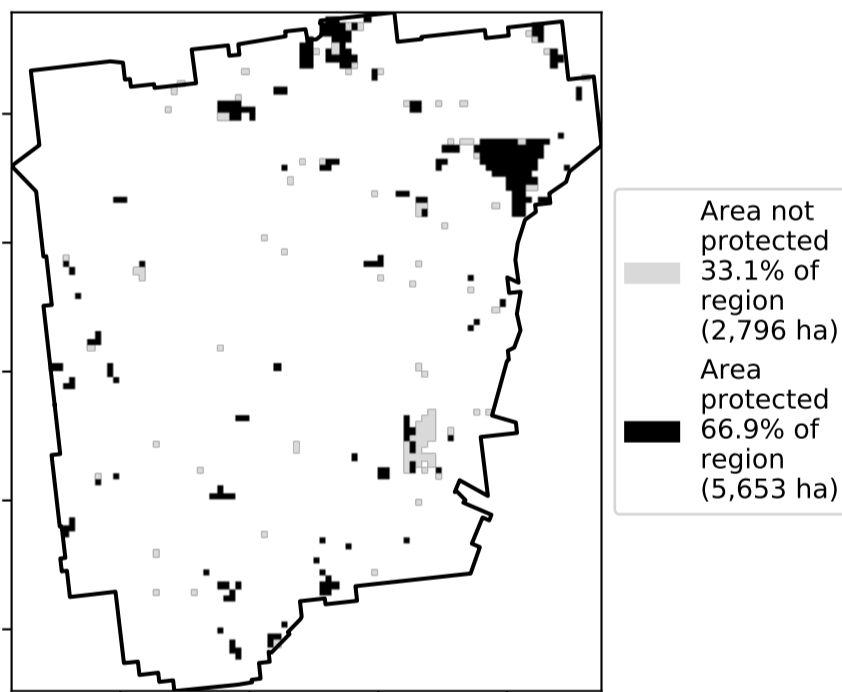 Area not
protected
33.1% of
region
(2,796 ha)
Area
protected
66.9% of
region
(5,653 ha)